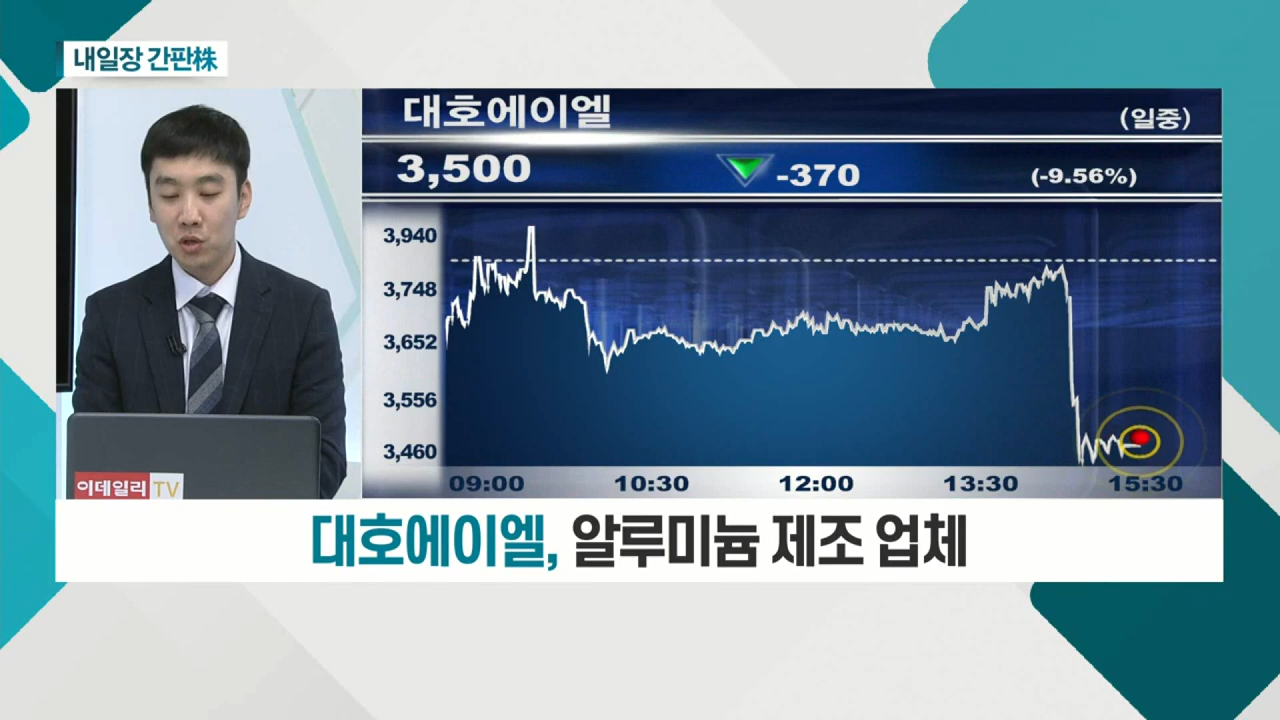 내일장 간판株
대호에이엘
(일중)
3,500
-370
(-9.56%)
3,940
3,748
3,652
3,556
3,460
09:00
10:30
12:00
13:30
15:30
이데일리 TV
대호에이엘, 알루미늄 제조 업체